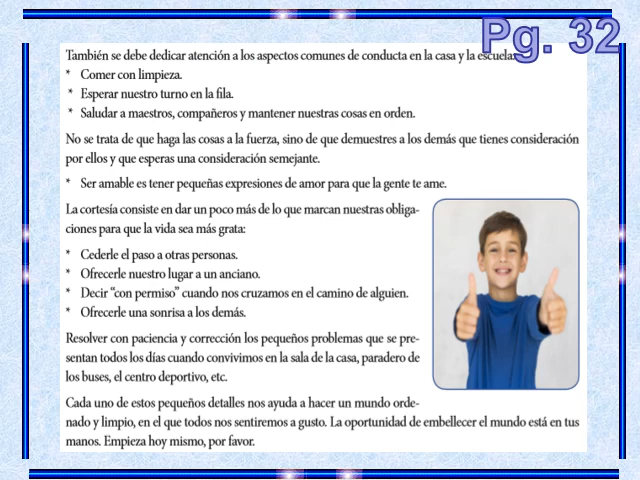 Pg. 32
También se debe dedicar atención a los aspectos comunes de conducta en la casa y la escuela:
* Comer con limpieza.
* Esperar nuestro turno en la fila.
* Saludar a maestros, compañeros y mantener nuestras cosas en orden.
No se trata de que haga las cosas a la fuerza, sino de que demuestres a los demás que tienes consideración
por ellos y que esperas una consideración semejante.
* Ser amable es tener pequeñas expresiones de amor para que la gente te ame.
La cortesía consiste en dar un poco más de lo que marcan nuestras obliga-
ciones para que la vida sea más grata:
* Cederle el paso a otras personas.
* Ofrecerle nuestro lugar a un anciano.
* Decir “con permiso” cuando nos cruzamos en el camino de alguien.
* Ofrecerle una sonrisa a los demás.
Resolver con paciencia y corrección los pequeños problemas que se pre-
sentan todos los días cuando convivimos en la sala de la casa, paradero de
los buses, el centro deportivo, etc.
Cada uno de estos pequeños detalles nos ayuda a hacer un mundo orde-
nado y limpio, en el que todos nos sentiremos a gusto. La oportunidad de embellecer el mundo está en tus
manos. Empieza hoy mismo, por favor.